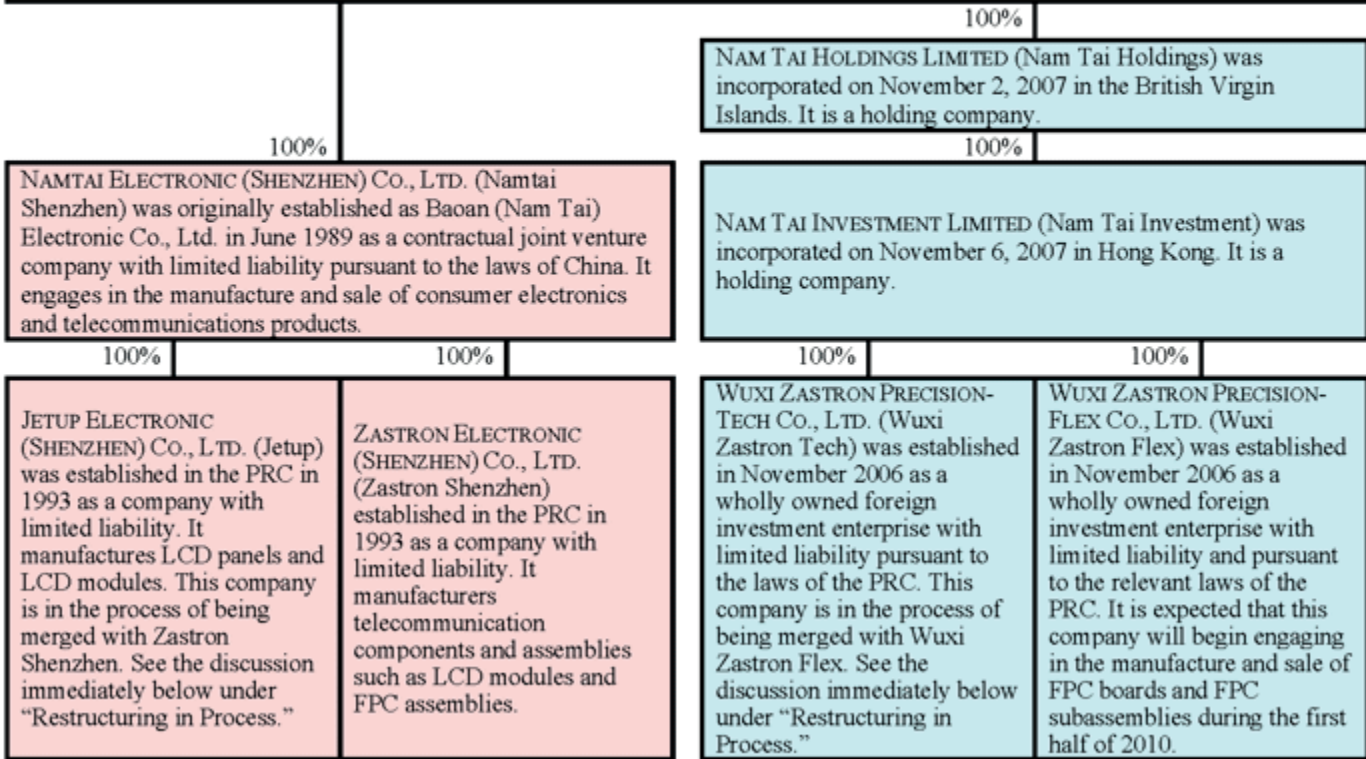 100%
NAM TAI HOLDINGS LIMITED (Nam Tai Holdings) was
incorporated on November 2, 2007 in the British Virgin
Islands. It is a holding company.
100%
100%
NAMTAI ELECTRONIC (SHENZHEN) CO., LTD. (Namtai
Shenzhen) was originally established as Baoan (Nam Tai)
Electronic Co., Ltd. in June 1989 as a contractual joint venture
company with limited liability pursuant to the laws of China. It
engages in the manufacture and sale of consumer electronics
and telecommunications products.
NAM TAI INVESTMENT LIMITED (Nam Tai Investment) was
incorporated on November 6, 2007 in Hong Kong. It is a
holding company.
100%
100%
100%
100%
JETUP ELECTRONIC
(SHENZHEN) CO., LTD. (Jetup)
was established in the PRC in
1993 as a company with
limited liability. It
manufactures LCD panels and
LCD modules. This company
is in the process of being
merged with Zastron
Shenzhen. See the discussion
immediately below under
“Restructuring in Process.”
ZASTRON ELECTRONIC
(SHENZHEN) CO., LTD.
(Zastron Shenzhen)
established in the PRC in
1993 as a company with
limited liability. It
manufacturers
telecommunication
components and assemblies
such as LCD modules and
FPC assemblies.
WUXI ZASTRON PRECISION-
TECH CO., LTD. (Wuxi
Zastron Tech) was established
in November 2006 as a
wholly owned foreign
investment enterprise with
limited liability pursuant to
the laws of the PRC. This
company is in the process of
being merged with Wuxi
Zastron Flex. See the
discussion immediately below
under “Restructuring in
Process.”
WUXI ZASTRON PRECISION-
FLEX CO., LTD. (Wuxi
Zastron Flex) was established
in November 2006 as a
wholly owned foreign
investment enterprise with
limited liability and pursuant
to the relevant laws of the
PRC. It is expected that this
company will begin engaging
in the manufacture and sale of
FPC boards and FPC
subassemblies during the first
half of 2010.